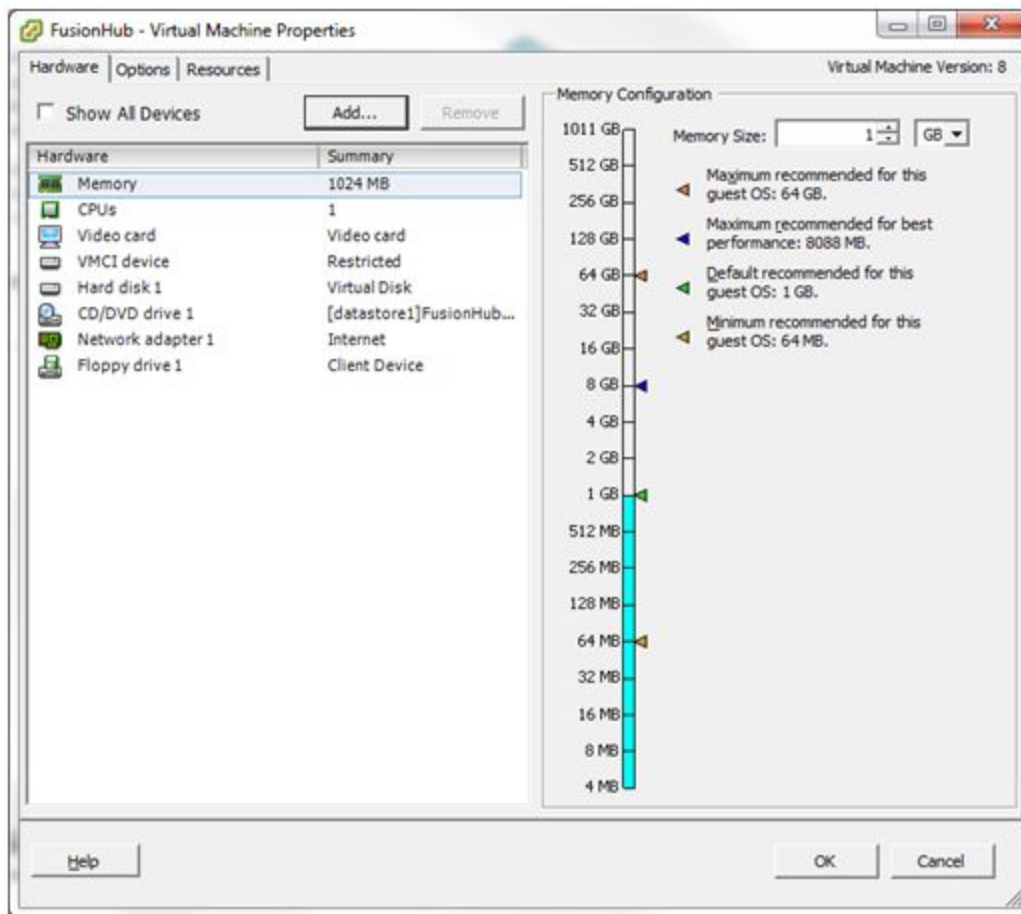 FusionHub - Virtual Machine Properties
Hardware Options Resources
Virtual Machine Version: 8
Show All Devices
Add...
Remove
Hardware Summary
Memory 1024 MB
CPUs 1
Video card Video card
VMCI device Restricted
Hard disk 1 Virtual Disk
CD/DVD drive 1 [datastore1]FusionHub...
Network adapter 1 Internet
Floppy drive 1 Client Device
Memory Configuration
1011 GB
512 GB
256 GB
128 GB
64 GB
32 GB
16 GB
8 GB
4 GB
2 GB
1 GB
512 MB
256 MB
128 MB
64 MB
32 MB
16 MB
8 MB
4 MB
Memory Size: 1 GB
Maximum recommended for this
guest OS: 64 GB.
Maximum recommended for best
performance: 8088 MB.
Default recommended for this
guest OS: 1 GB.
Minimum recommended for this
guest OS: 64 MB.
Help
OK
Cancel